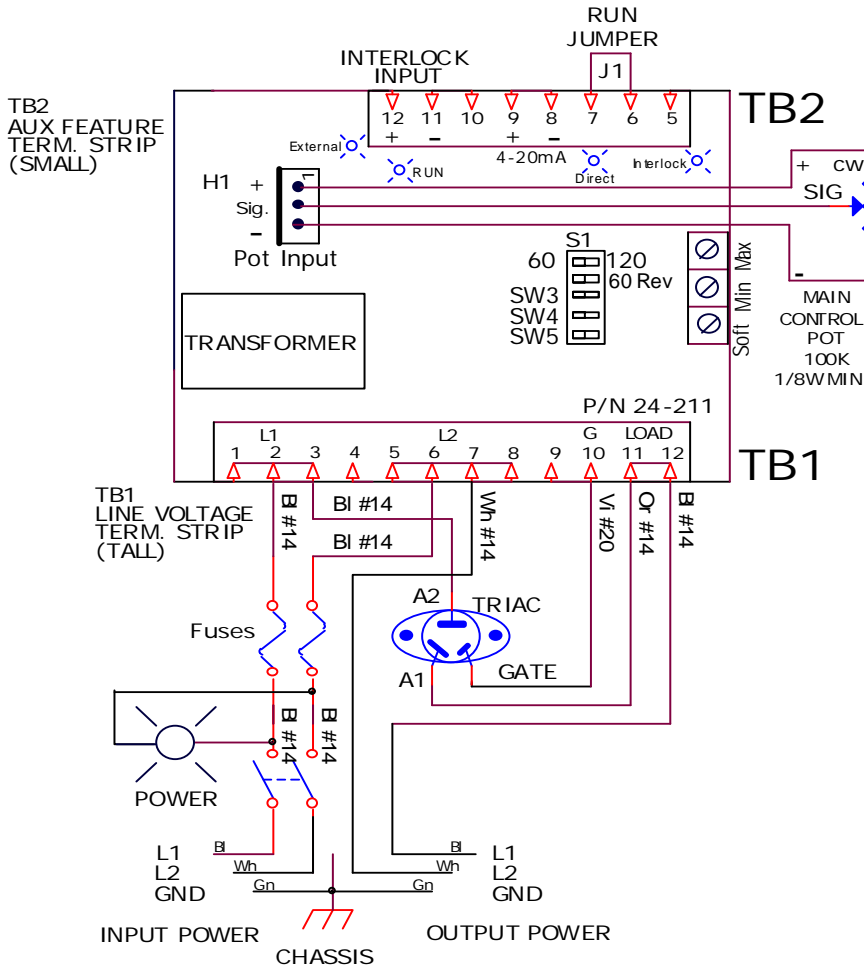 RUN
JUMPER
J1
INTERLOCK
INPUT
TB2
AUX FEATURE
TERM. STRIP
(SMALL)
12 11 10 9 8 7 6 5
+ - + -
4-20mA
TB2
External
RUN
Direct
Interlock
H1
+
Sig.
-
1
Pot Input
+ CW
SIG
-
MAIN
CONTROL
POT
100K
1/8W MIN
S1
60 120
60 Rev
SW3
SW4
SW5
Max
Min
Soft
TRANSFORMER
P/N 24-211
L1 L2 G LOAD
1 2 3 4 5 6 7 8 9 10 11 12
TB1
TB1
LINE VOLTAGE
TERM. STRIP
(TALL)
Bl #14
Bl #14
Bl #14
Wh #14
Vi #20
Or #14
Bl #14
A2
TRIAC
A1
GATE
Fuses
Bl #14
Bl #14
POWER
L1
L2
GND
Bl
Wh
Gn
INPUT POWER
CHASSIS
Bl
Wh
Gn
L1
L2
GND
OUTPUT POWER